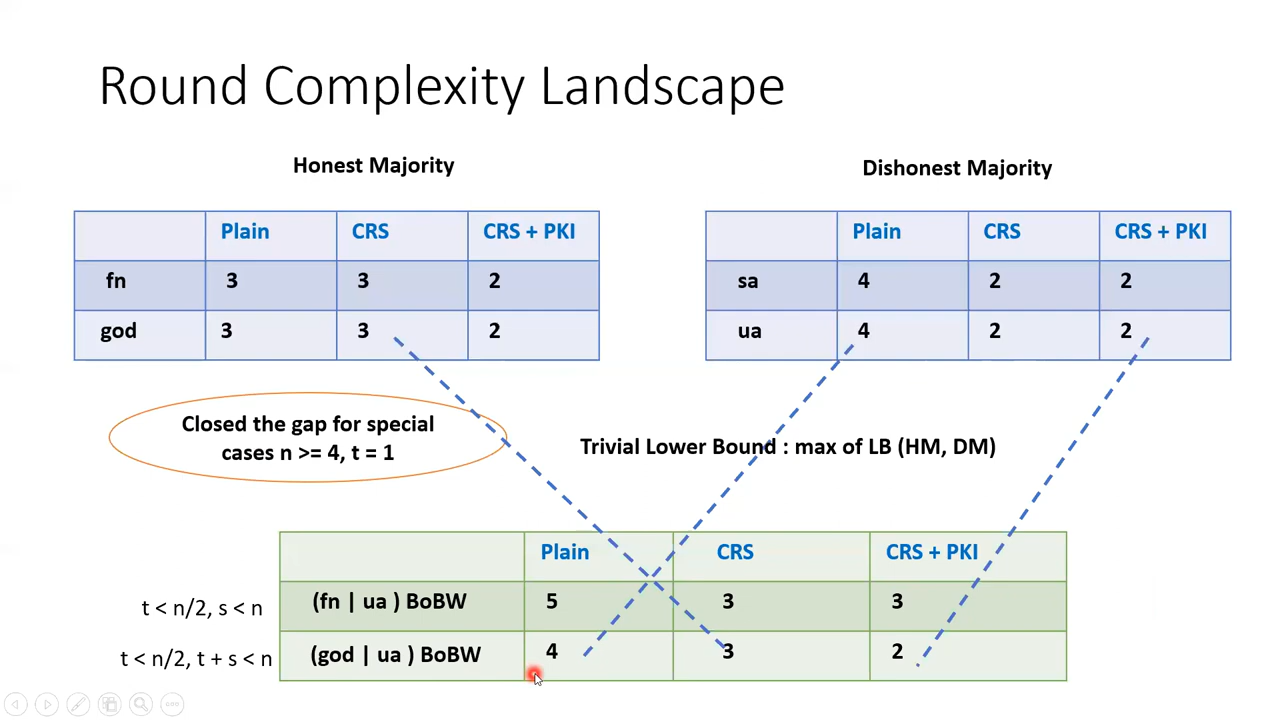 Round Complexity Landscape
Honest Majority
Plain CRS CRS + PKI
fn 3 3 2
god 3 3 2
Dishonest Majority
Plain CRS CRS + PKI
sa 4 2 2
ua 4 2 2
Closed the gap for special
cases n >= 4, t = 1
Trivial Lower Bound : max of LB (HM, DM)
Plain CRS CRS + PKI
t < n/2, s < n (fn | ua ) BoBW 5 3 3
t < n/2, t + s < n (god | ua ) BoBW 4 3 2